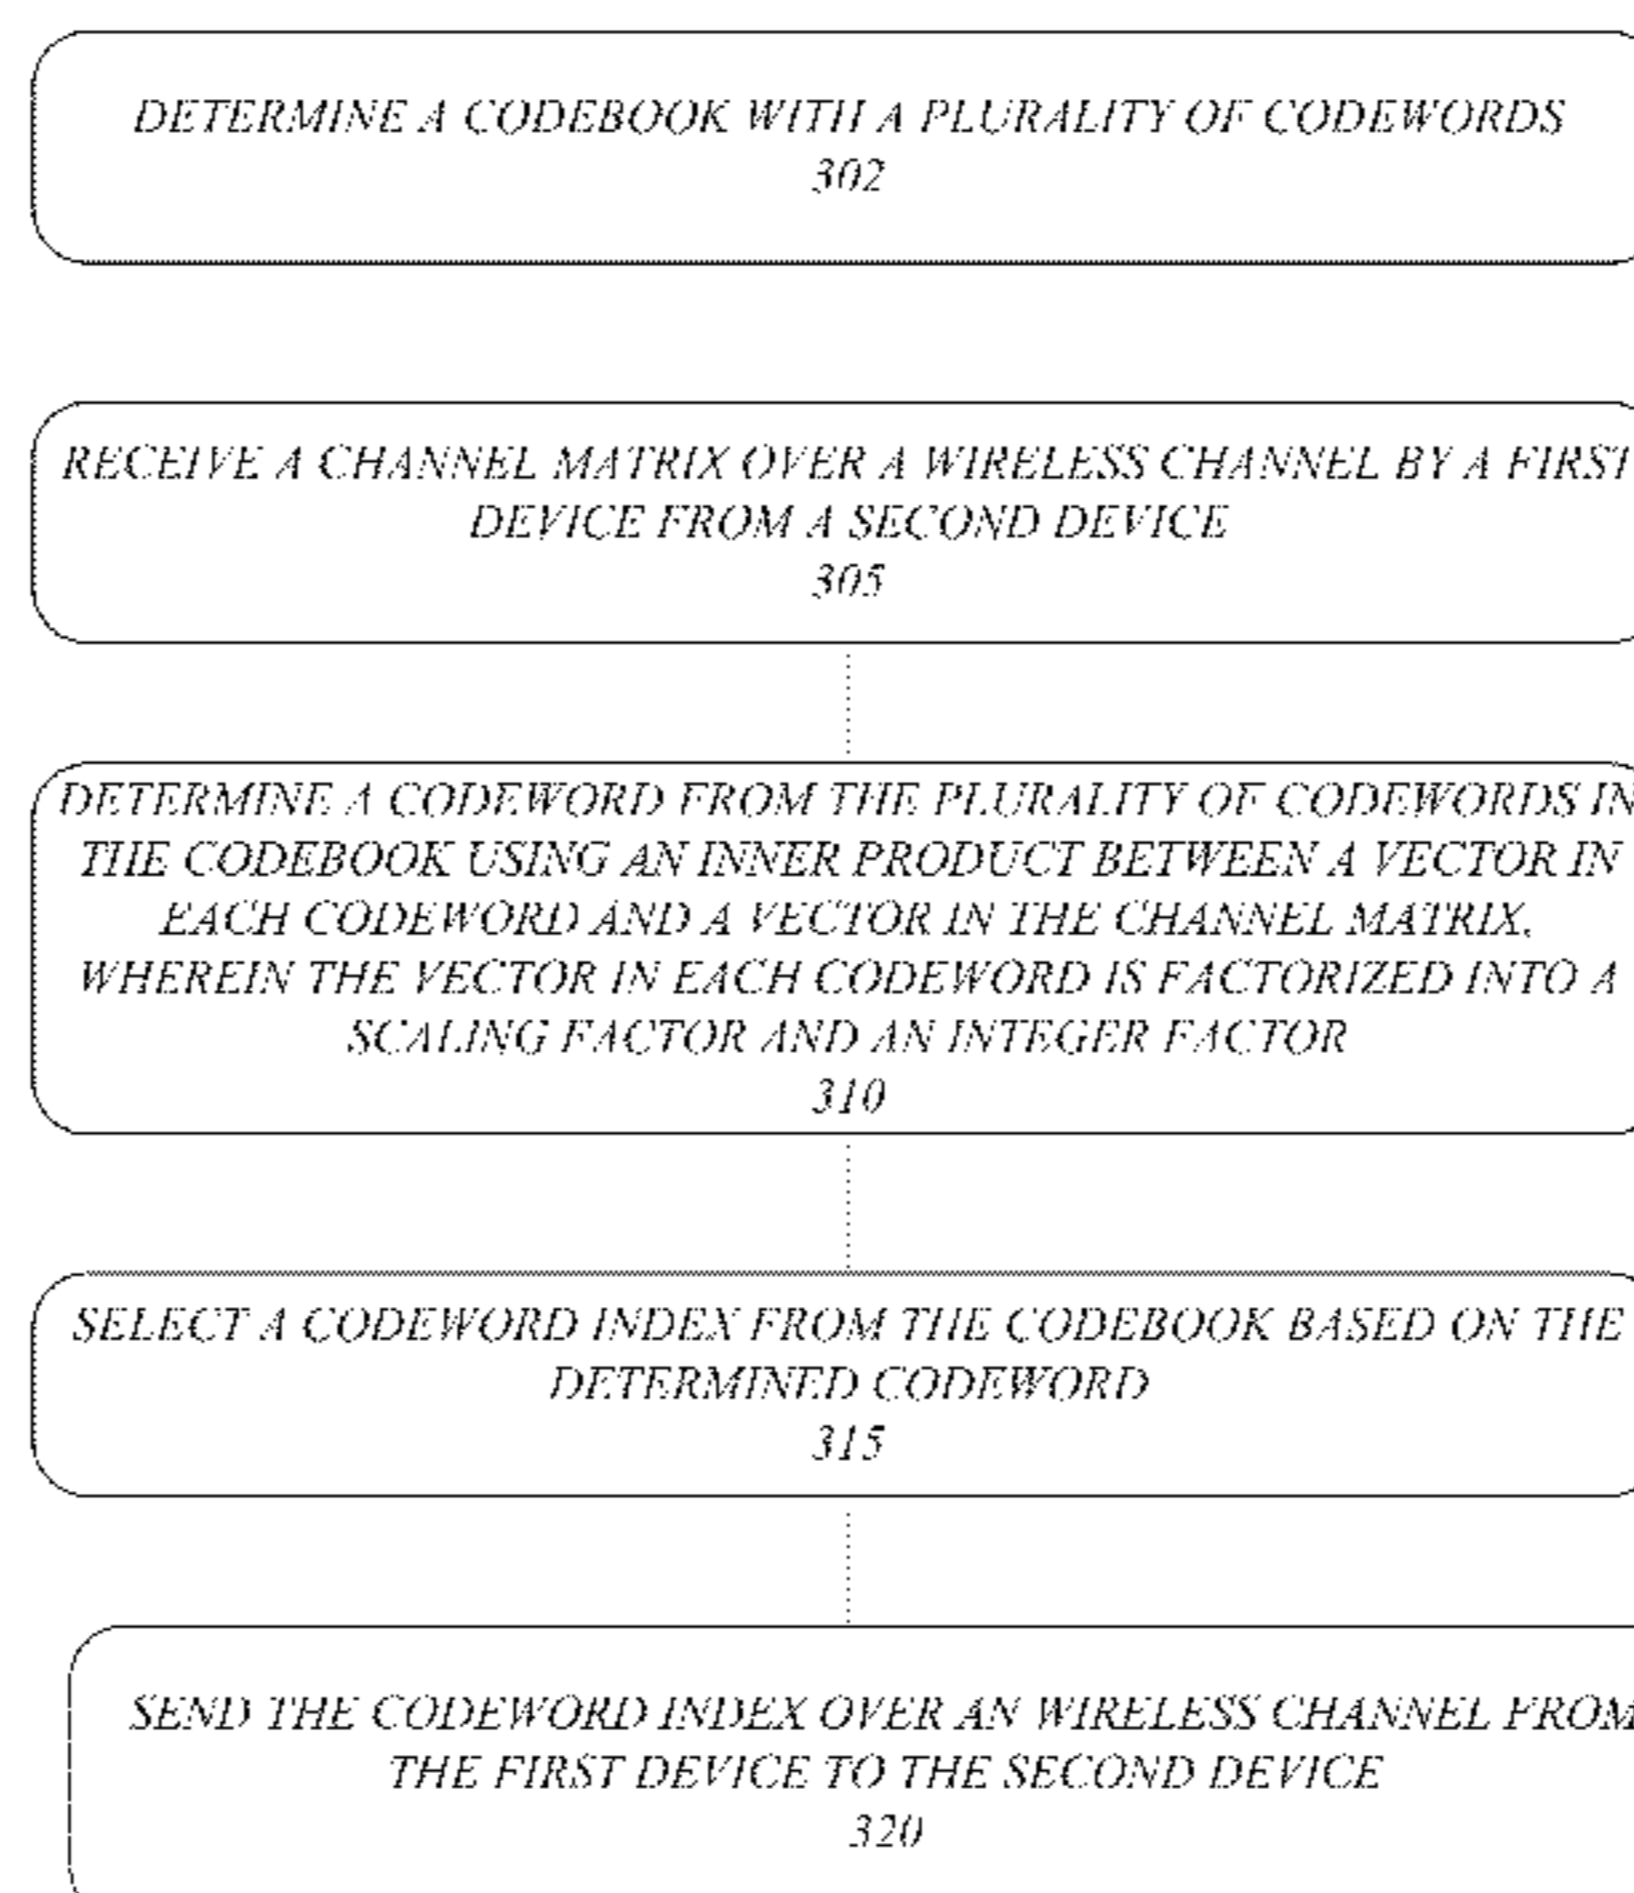 DETERMINE A CODEBOOK WITH A PLURALITY OF CODEWORDS
302
RECEIVE A CHANNEL MATRIX OVER A WIRELESS CHANNEL BY A FIRST
DEVICE FROM A SECOND DEVICE
305
DETERMINE A CODEWORD FROM THE PLURALITY OF CODEWORDS IN
THE CODEBOOK USING AN INNER PRODUCT BETWEEN A VECTOR IN
EACH CODEWORD AND A VECTOR IN THE CHANNEL MATRIX,
WHEREIN THE VECTOR IN EACH CODEWORD IS FACTORIZED INTO A
SCALING FACTOR AND AN INTEGER FACTOR
310
SELECT A CODEWORD INDEX FROM THE CODEBOOK BASED ON THE
DETERMINED CODEWORD
315
SEND THE CODEWORD INDEX OVER AN WIRELESS CHANNEL FROM
THE FIRST DEVICE TO THE SECOND DEVICE
320